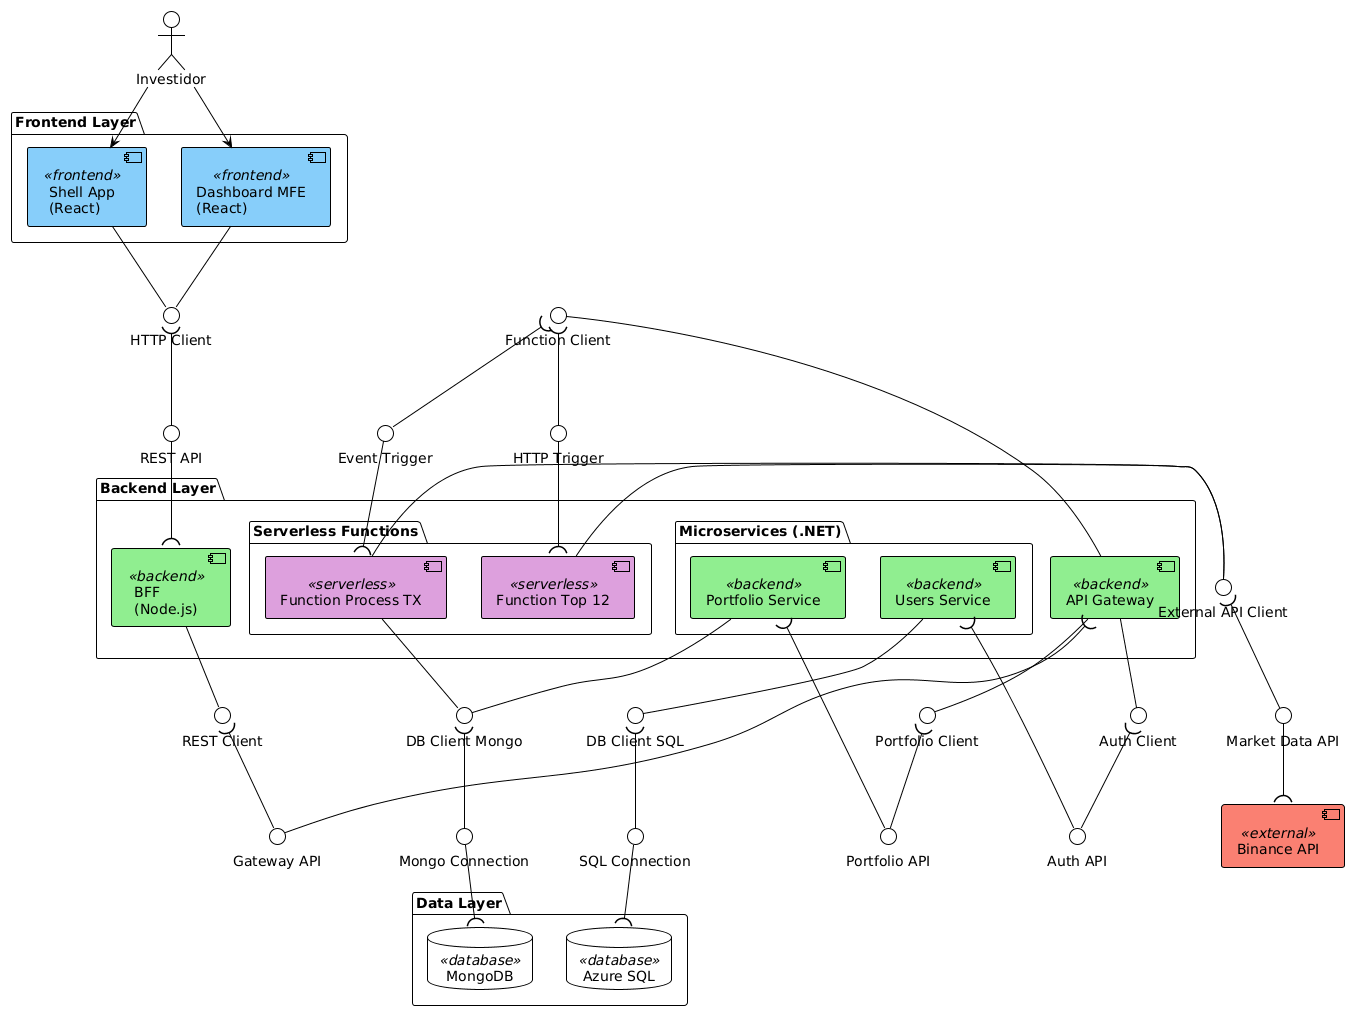 Investidor
Frontend Layer
«frontend»
Shell App
(React)
«frontend»
Dashboard MFE
(React)
HTTP Client
Function Client
REST API
Event Trigger
HTTP Trigger
Backend Layer
Serverless Functions
Microservices (.NET)
«backend»
BFF
(Node.js)
«serverless»
Function Process TX
«serverless»
Function Top 12
«backend»
Portfolio Service
«backend»
Users Service
«backend»
API Gateway
External API Client
REST Client
DB Client Mongo
DB Client SQL
Portfolio Client
Auth Client
Market Data API
Gateway API
Mongo Connection
SQL Connection
Portfolio API
Auth API
«external»
Binance API
Data Layer
«database»
MongoDB
«database»
Azure SQL